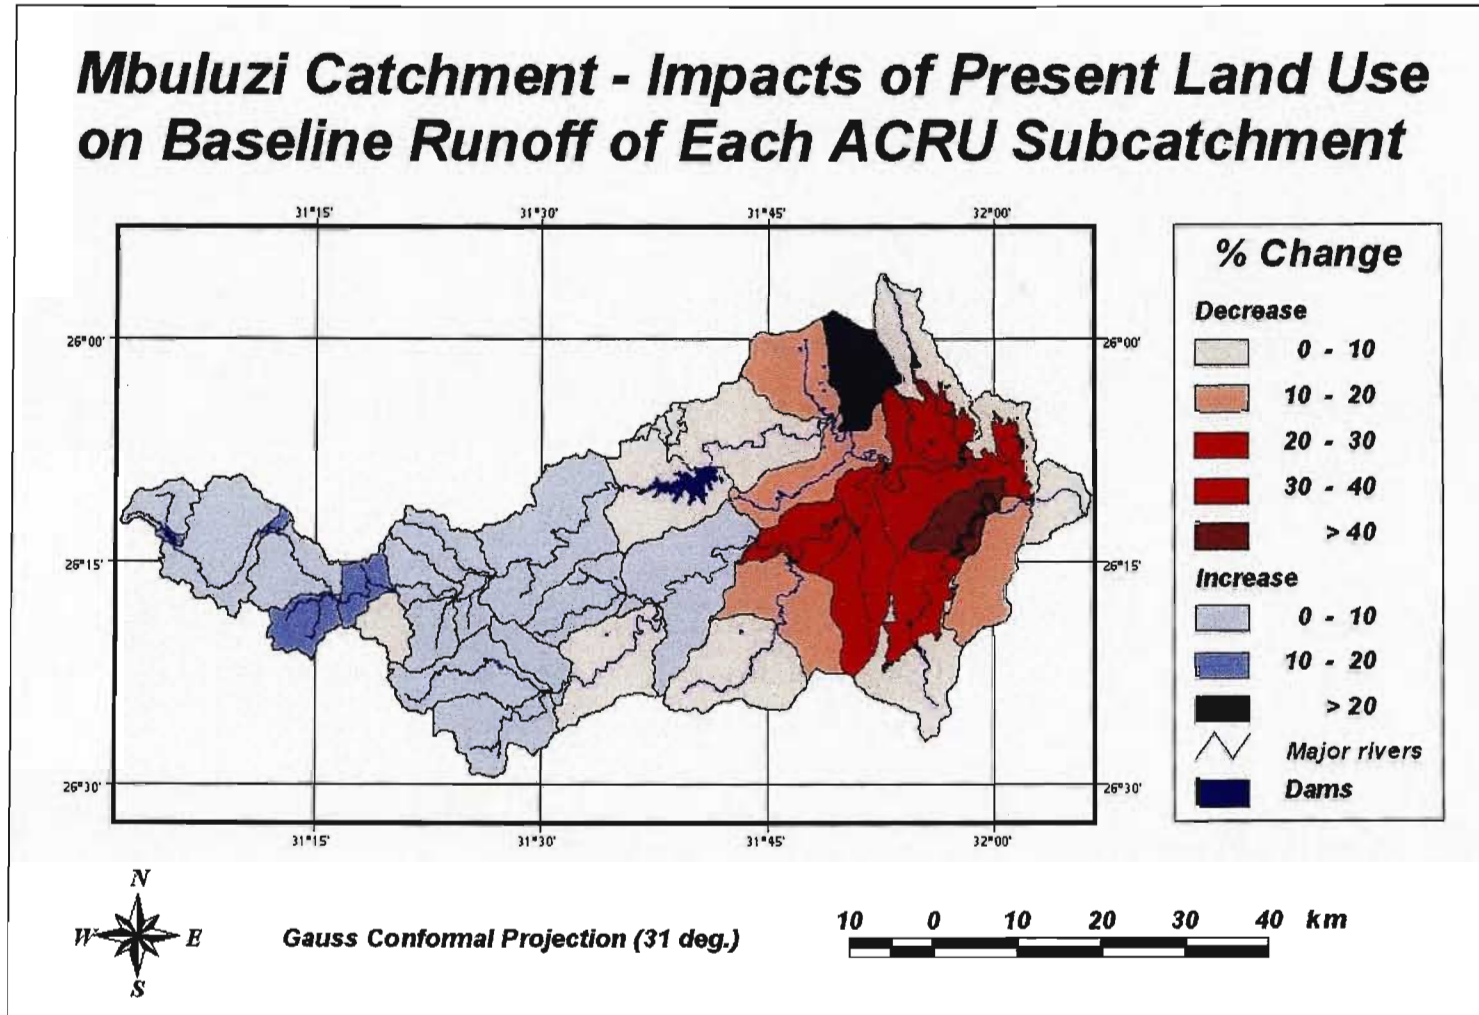 Mbuluzi Catchment - Impacts of Present Land Use
on Baseline Runoff of Each ACRU Subcatchment
31°15' 31°30' 31°45' 32°00'
26°00' 26°00'
26°15' 26°15'
26°30' 26°30'
31°15' 31°30' 31°45' 32°00'
% Change
Decrease
0 - 10
10 - 20
20 - 30
30 - 40
> 40
Increase
0 - 10
10 - 20
> 20
Major rivers
Dams
N
W E
S
Gauss Conformal Projection (31 deg.)
10 0 10 20 30 40 km